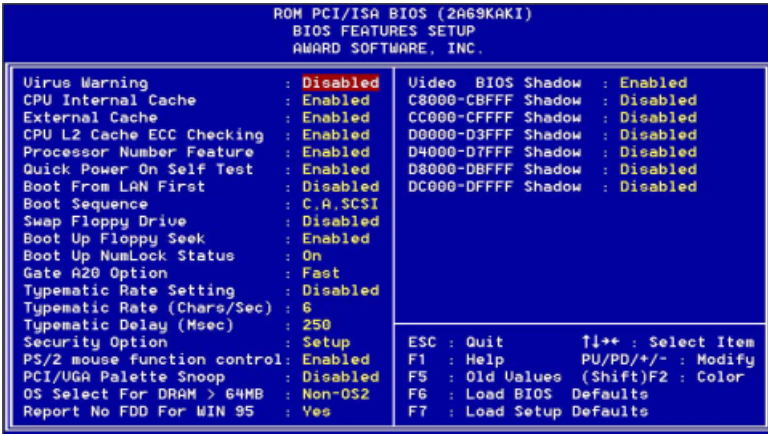 ROM PCI/ISA BIOS (2A69KAKI)
BIOS FEATURES SETUP
AWARD SOFTWARE, INC.
Virus Warning : Disabled
CPU Internal Cache : Enabled
External Cache : Enabled
CPU L2 Cache ECC Checking : Enabled
Processor Number Feature : Enabled
Quick Power On Self Test : Enabled
Boot From LAN First : Disabled
Boot Sequence : C,A,SCSI
Swap Floppy Drive : Disabled
Boot Up Floppy Seek : Enabled
Boot Up NumLock Status : On
Gate A20 Option : Fast
Typematic Rate Setting : Disabled
Typematic Rate (Chars/Sec) : 6
Typematic Delay (Msec) : 250
Security Option : Setup
PS/2 mouse function control: Enabled
PCI/VGA Palette Snoop : Disabled
OS Select For DRAM > 64MB : Non-OS2
Report No FDD For WIN 95 : Yes
Video BIOS Shadow : Enabled
C8000-CBFFF Shadow : Disabled
CC000-CFFFF Shadow : Disabled
D0000-D3FFF Shadow : Disabled
D4000-D7FFF Shadow : Disabled
D8000-DBFFF Shadow : Disabled
DC000-DFFFF Shadow : Disabled
ESC : Quit ↑↓→← : Select Item
F1 : Help PU/PD/+/- : Modify
F5 : Old Values (Shift)F2 : Color
F6 : Load BIOS Defaults
F7 : Load Setup Defaults